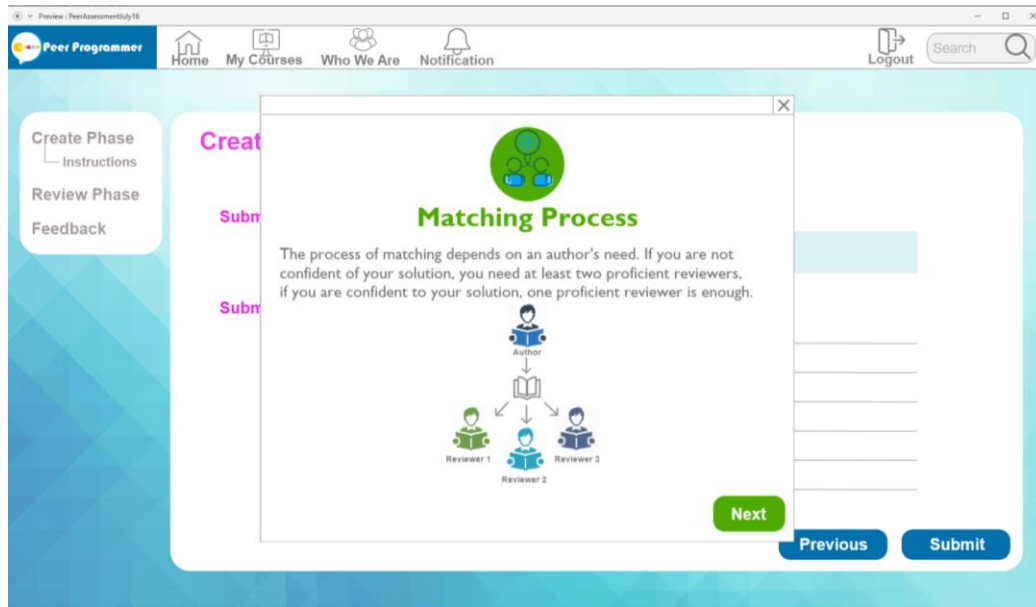 Preview : PeerAssessmentJuly16
Peer Programmer
Home
My Courses
Who We Are
Notification
Logout
Search
Create Phase
Instructions
Review Phase
Feedback
Creat
Subm
Subm
Matching Process
The process of matching depends on an author's need. If you are not
confident of your solution, you need at least two proficient reviewers,
if you are confident to your solution, one proficient reviewer is enough.
Author
Reviewer 1
Reviewer 2
Reviewer 3
Next
Previous
Submit